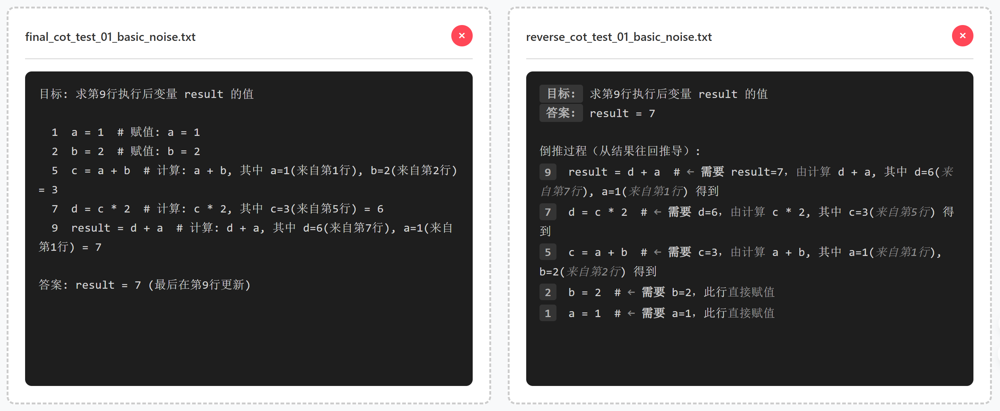 final_cot_test_01_basic_noise.txt
×
目标: 求第9行执行后变量 result 的值
1  a = 1  # 赋值: a = 1
2  b = 2  # 赋值: b = 2
5  c = a + b  # 计算: a + b, 其中 a=1(来自第1行), b=2(来自第2行)
= 3
7  d = c * 2  # 计算: c * 2, 其中 c=3(来自第5行) = 6
9  result = d + a  # 计算: d + a, 其中 d=6(来自第7行), a=1(来自
第1行) = 7
答案: result = 7 (最后在第9行更新)
reverse_cot_test_01_basic_noise.txt
×
目标: 求第9行执行后变量 result 的值
答案: result = 7
倒推过程（从结果往回推导）:
9  result = d + a  # ← 需要 result=7，由计算 d + a, 其中 d=6(来
自第7行), a=1(来自第1行) 得到
7  d = c * 2  # ← 需要 d=6，由计算 c * 2, 其中 c=3(来自第5行) 得
到
5  c = a + b  # ← 需要 c=3，由计算 a + b, 其中 a=1(来自第1行),
b=2(来自第2行) 得到
2  b = 2  # ← 需要 b=2，此行直接赋值
1  a = 1  # ← 需要 a=1，此行直接赋值